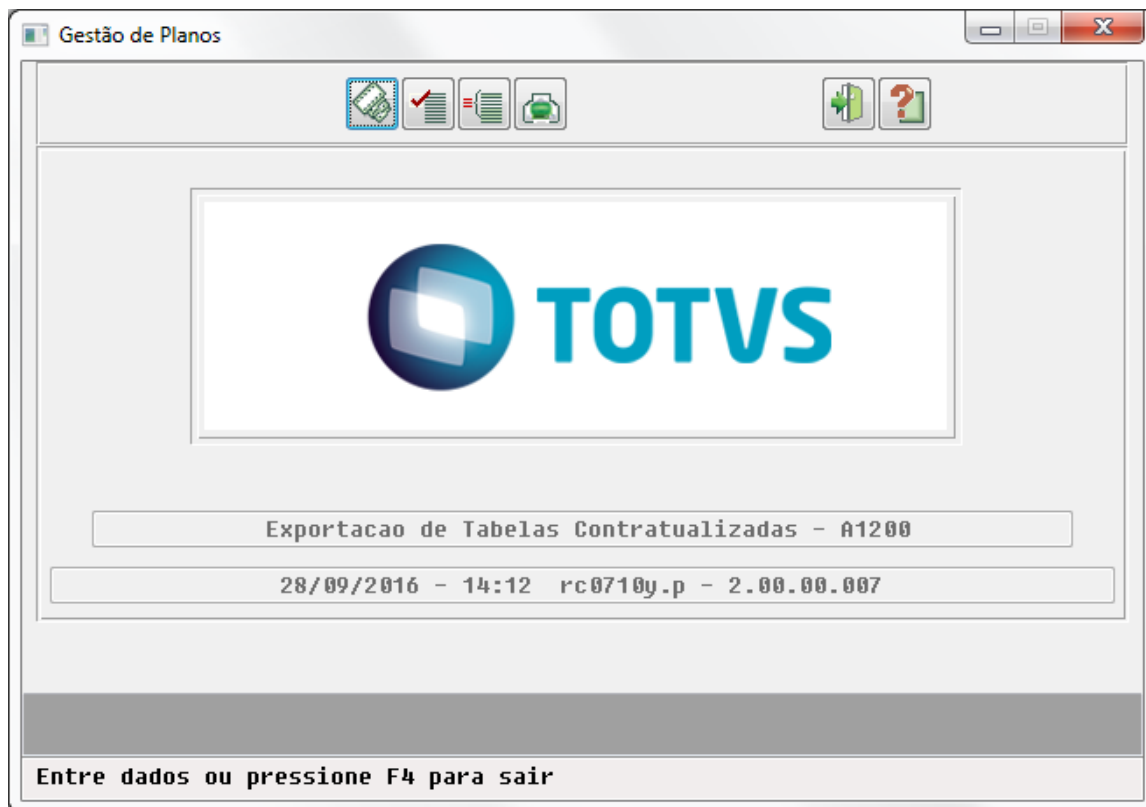 Gestão de Planos
TOTVS
Exportacao de Tabelas Contratualizadas - A1200
28/09/2016 - 14:12 rc0710y.p - 2.00.00.007
Entre dados ou pressione F4 para sair